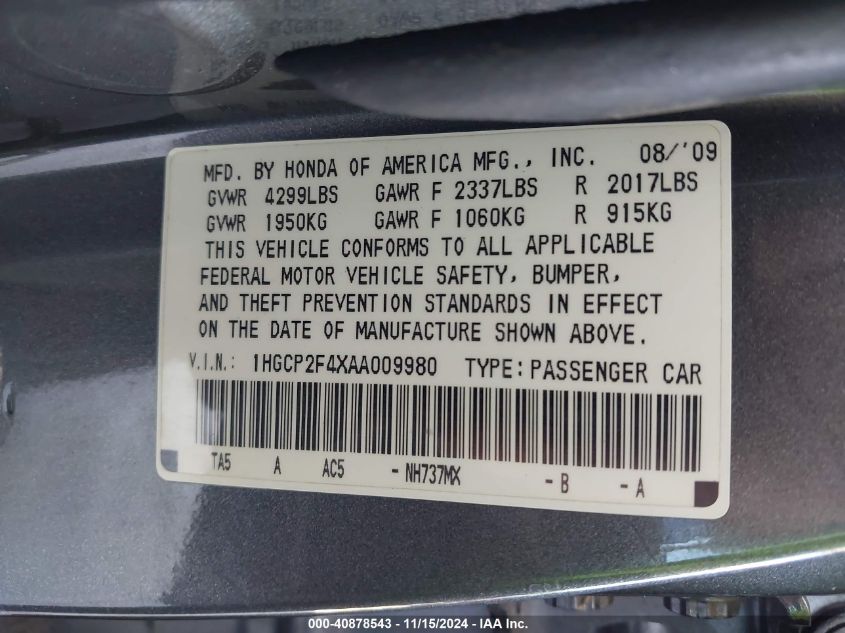 MFD. BY HONDA OF AMERICA MFG., INC. 08/'09
GVWR 4299LBS GAWR F 2337LBS R 2017LBS
GVWR 1950KG GAWR F 1060KG R 915KG
THIS VEHICLE CONFORMS TO ALL APPLICABLE
FEDERAL MOTOR VEHICLE SAFETY, BUMPER,
AND THEFT PREVENTION STANDARDS IN EFFECT
ON THE DATE OF MANUFACTURE SHOWN ABOVE.
V.I.N.: 1HGCP2F4XAA009980 TYPE:PASSENGER CAR
TA5 A AC5 -NH737MX -B -A
000-40878543 - 11/15/2024 - IAA Inc.